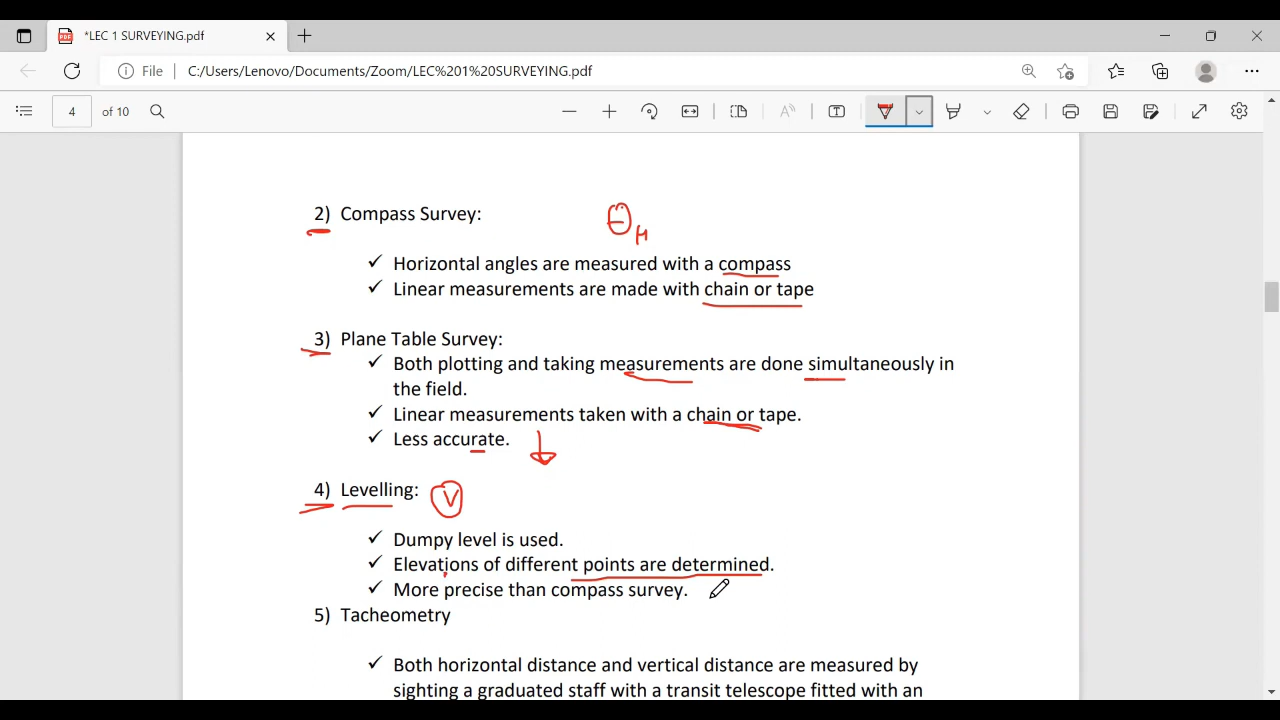 *LEC 1 SURVEYING.pdf
File C:/Users/Lenovo/Documents/Zoom/LEC%201%20SURVEYING.pdf
4 of 10
2) Compass Survey:
θH
✓ Horizontal angles are measured with a compass
✓ Linear measurements are made with chain or tape
3) Plane Table Survey:
✓ Both plotting and taking measurements are done simultaneously in
the field.
✓ Linear measurements taken with a chain or tape.
✓ Less accurate.
4) Levelling: V
✓ Dumpy level is used.
✓ Elevations of different points are determined.
✓ More precise than compass survey.
5) Tacheometry
✓ Both horizontal distance and vertical distance are measured by
sighting a graduated staff with a transit telescope fitted with an